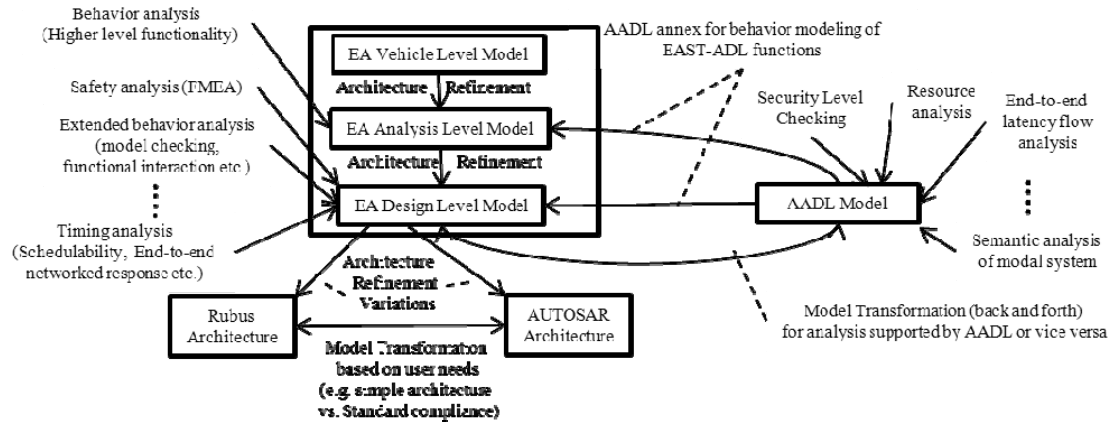 Behavior analysis
(Higher level functionality)
Safety analysis (FMEA)
Extended behavior analysis
(model checking,
functional interaction etc.)
Timing analysis
(Schedulability, End-to-end
networked response etc.)
EA Vehicle Level Model
Architecture Refinement
EA Analysis Level Model
Architecture Refinement
EA Design Level Model
Architecture
Refinement
Variations
Rubus
Architecture
AUTOSAR
Architecture
Model Transformation
based on user needs
(e.g. simple architecture
vs. Standard compliance)
AADL annex for behavior modeling of
EAST-ADL functions
Security Level
Checking
Resource
analysis
End-to-end
latency flow
analysis
AADL Model
Semantic analysis
of modal system
Model Transformation (back and forth)
for analysis supported by AADL or vice versa